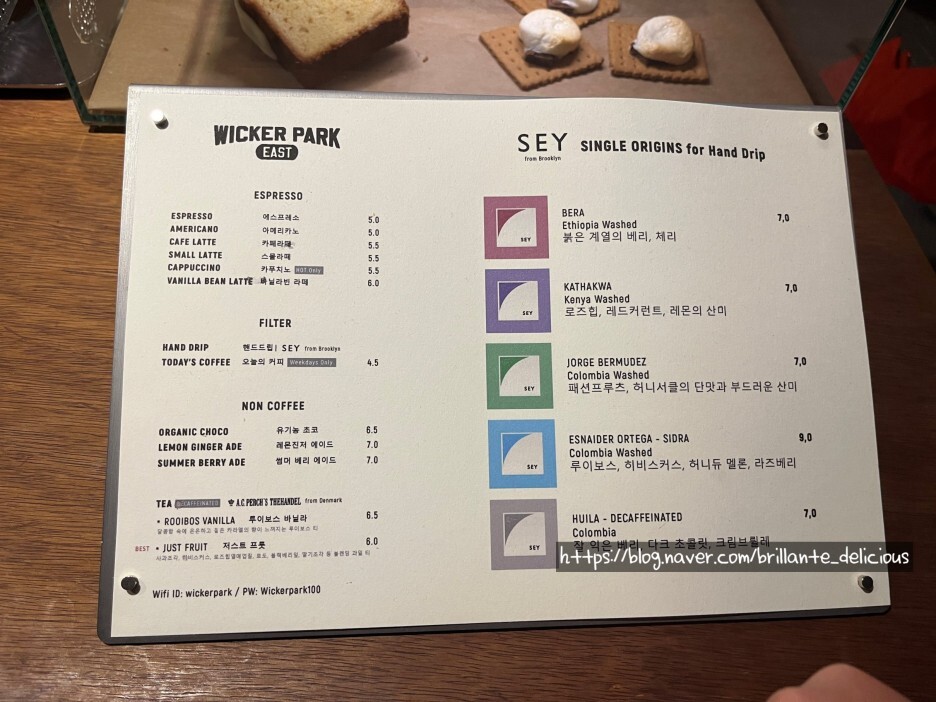 WICKER PARK
EAST
ESPRESSO
ESPRESSO 에스프레소 5.0
AMERICANO 아메리카노 5.0
CAFE LATTE 카페라떼 5.5
SMALL LATTE 스몰라떼 5.5
CAPPUCCINO 카푸치노 HOT Only 5.5
VANILLA BEAN LATTE 바닐라빈 라떼 6.0
FILTER
HAND DRIP 핸드드립| SEY from Brooklyn
TODAY'S COFFEE 오늘의 커피 Weekdays Only 4.5
NON COFFEE
ORGANIC CHOCO 유기농 초코 6.5
LEMON GINGER ADE 레몬진저 에이드 7.0
SUMMER BERRY ADE 썸머 베리 에이드 7.0
TEA DECAFFEINATED A.C. PERCH'S THEHANDEL from Denmark
• ROOIBOS VANILLA 루이보스 바닐라 6.5
BEST • JUST FRUIT 저스트 프룻 6.0
Wifi ID: wickerpark / PW: Wickerpark100
SEY SINGLE ORIGINS for Hand Drip
from Brooklyn
BERA 7,0
Ethiopia Washed
붉은 계열의 베리, 체리
SEY
KATHAKWA 7,0
Kenya Washed
로즈힙, 레드커런트, 레몬의 산미
SEY
JORGE BERMUDEZ 7,0
Colombia Washed
패션프루츠, 허니서클의 단맛과 부드러운 산미
SEY
ESNAIDER ORTEGA - SIDRA 9,0
Colombia Washed
루이보스, 히비스커스, 허니듀 멜론, 라즈베리
SEY
HUILA - DECAFFEINATED 7,0
Colombia
잘 익은 베리, 다크 초콜릿, 크림브륄레
SEY
https://blog.naver.com/brillante_delicious